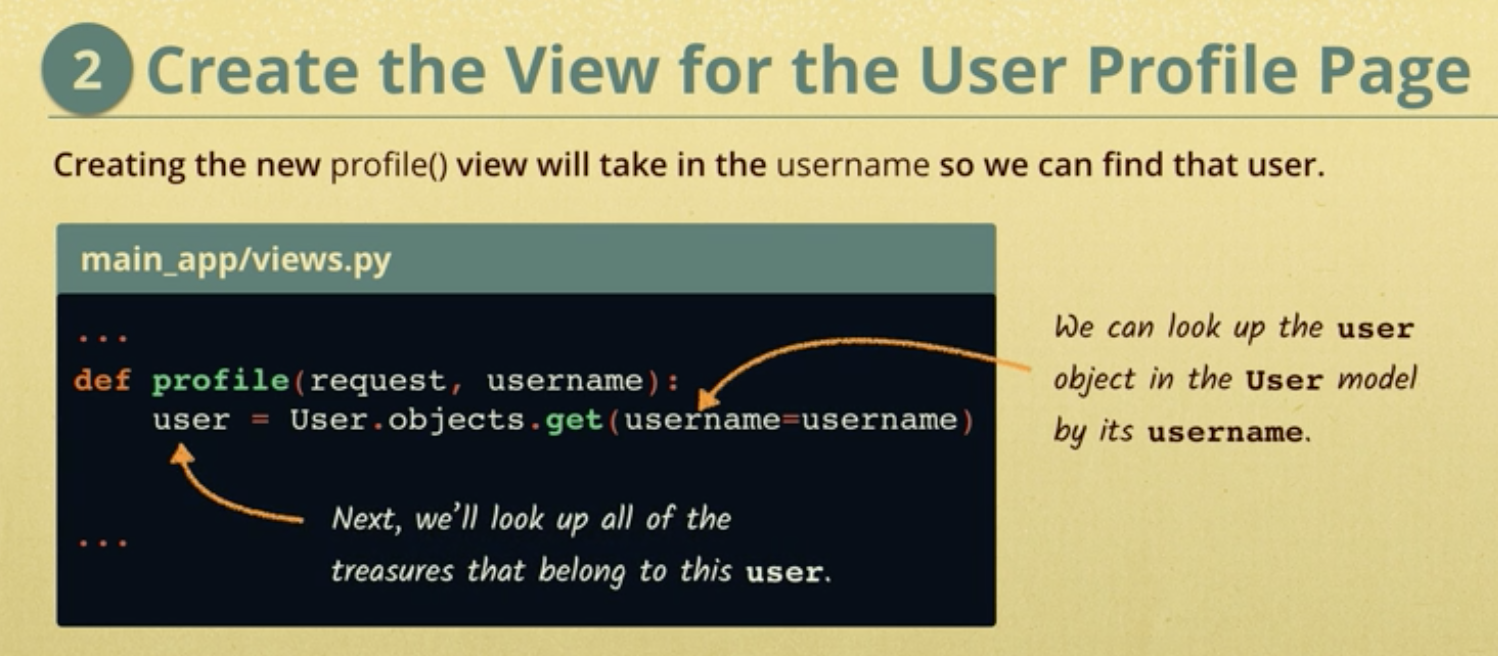 2 Create the View for the User Profile Page
Creating the new profile() view will take in the username so we can find that user.
main_app/views.py
...
def profile(request, username):
    user = User.objects.get(username=username)
We can look up the user
object in the User model
by its username.
Next, we'll look up all of the
treasures that belong to this user.
...